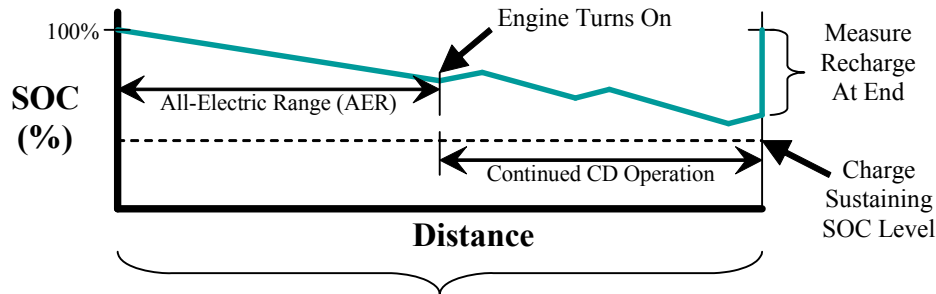 Engine Turns On
100%
Measure
Recharge
At End
SOC
(%)
All-Electric Range (AER)
Continued CD Operation
Charge
Sustaining
SOC Level
Distance